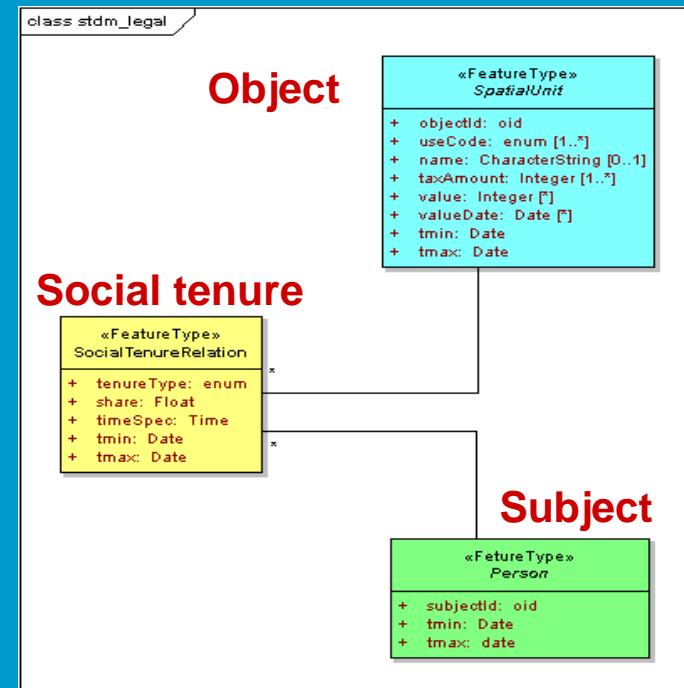 class stdm_legal
Object
«FeatureType»
SpatialUnit
+ objectId: oid
+ useCode: enum [1..*]
+ name: CharacterString [0..1]
+ taxAmount: Integer [1..*]
+ value: Integer [*]
+ valueDate: Date [*]
+ tmin: Date
+ tmax: Date
Social tenure
«FeatureType»
SocialTenureRelation
+ tenureType: enum
+ share: Float
+ timeSpec: Time
+ tmin: Date
+ tmax: Date
*
*
Subject
«FetureType»
Person
+ subjectId: oid
+ tmin: Date
+ tmax: date